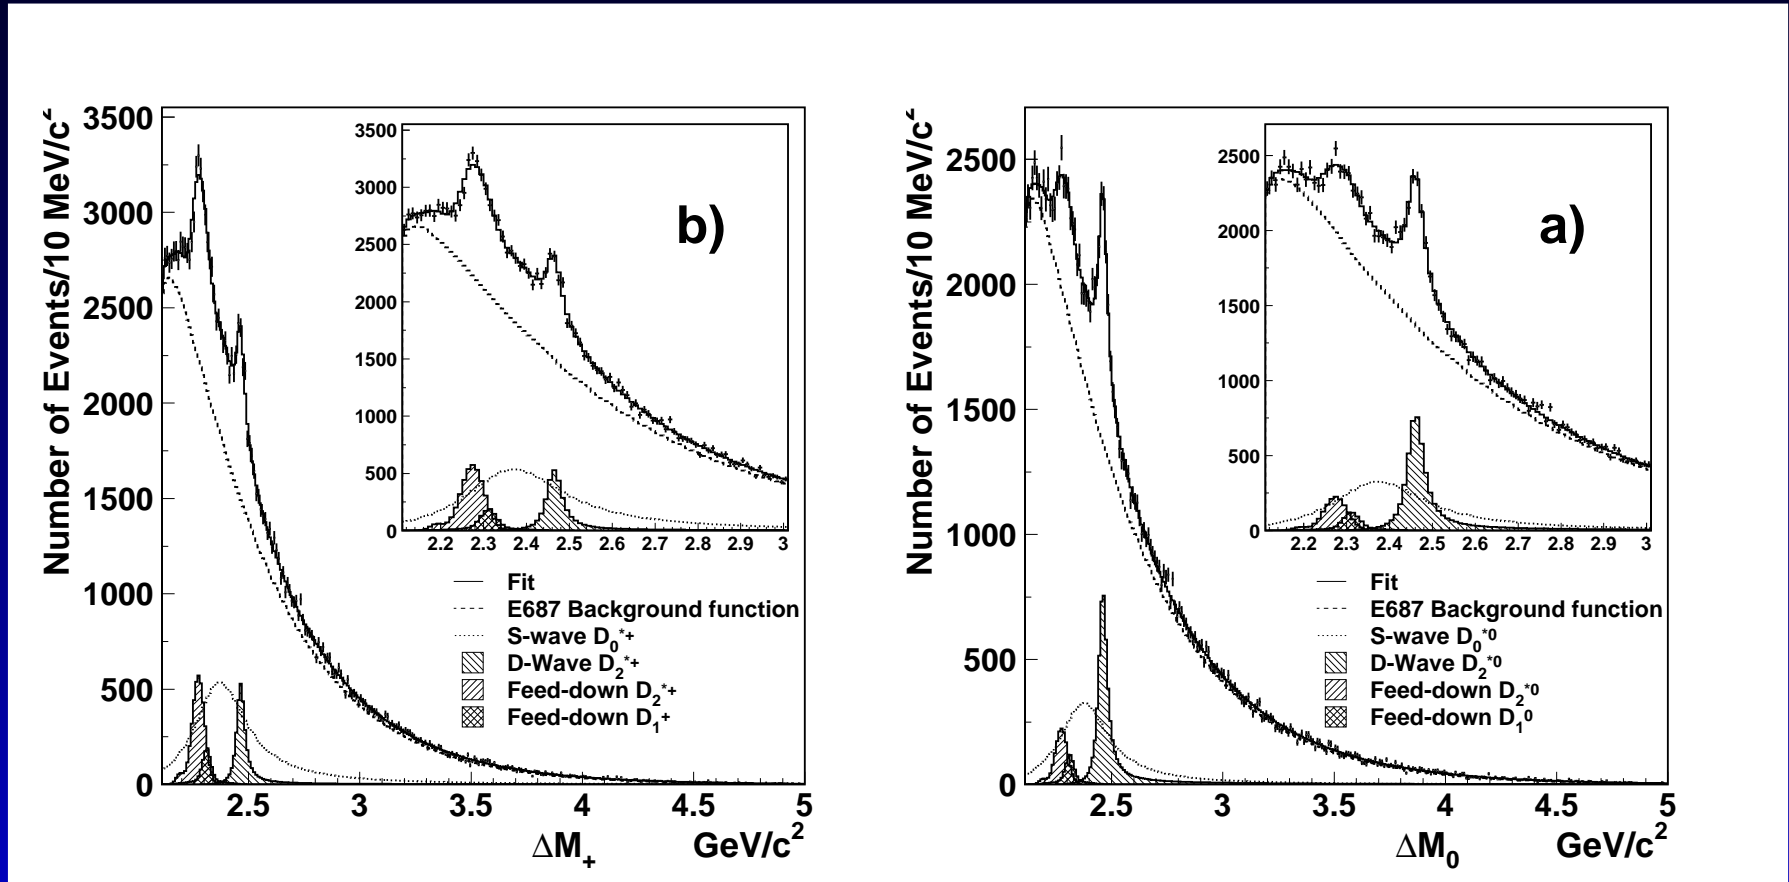 Number of Events/10 MeV/c²
3500
3000
2500
2000
1500
1000
500
0
2.5 3 3.5 4 4.5 5
ΔM₊ GeV/c²
3500
3000
2500
2000
1500
1000
500
0
2.2 2.3 2.4 2.5 2.6 2.7 2.8 2.9 3
b)
Fit
E687 Background function
S-wave D₀*⁺
D-Wave D₂*⁺
Feed-down D₂*⁺
Feed-down D₁⁺
Number of Events/10 MeV/c²
2500
2000
1500
1000
500
0
2.5 3 3.5 4 4.5 5
ΔM₀ GeV/c²
2500
2000
1500
1000
500
0
2.2 2.3 2.4 2.5 2.6 2.7 2.8 2.9 3
a)
Fit
E687 Background function
S-wave D₀*⁰
D-Wave D₂*⁰
Feed-down D₂*⁰
Feed-down D₁⁰